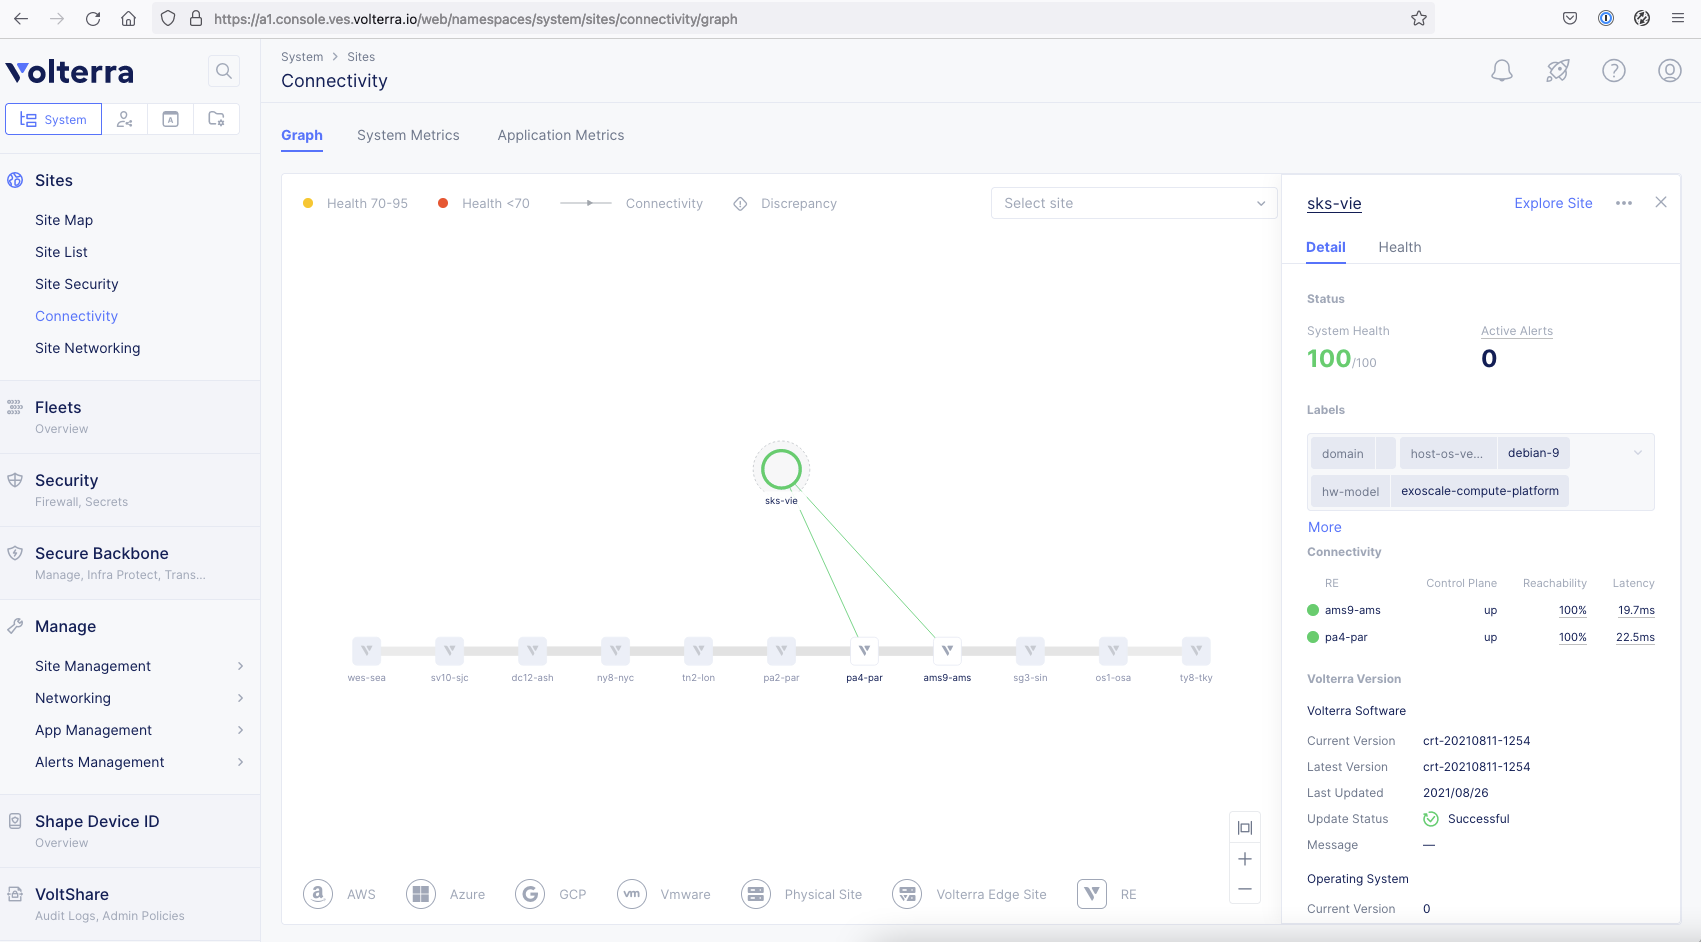 https://a1.console.ves.volterra.io/web/namespaces/system/sites/connectivity/graph
Volterra
System
Sites
Site Map
Site List
Site Security
Connectivity
Site Networking
Fleets
Overview
Security
Firewall, Secrets
Secure Backbone
Manage, Infra Protect, Trans...
Manage
Site Management
Networking
App Management
Alerts Management
Shape Device ID
Overview
VoltShare
Audit Logs, Admin Policies
System > Sites
Connectivity
Graph System Metrics Application Metrics
Health 70-95 Health <70 Connectivity Discrepancy
Select site
sks-vie
wes-sea sv10-sjc dc12-ash ny8-nyc tn2-lon pa2-par pa4-par ams9-ams sg3-sin os1-osa ty8-tky
AWS Azure GCP vm Vmware Physical Site Volterra Edge Site RE
sks-vie Explore Site
Detail Health
Status
System Health Active Alerts
100/100 0
Labels
domain host-os-ve... debian-9
hw-model exoscale-compute-platform
More
Connectivity
RE Control Plane Reachability Latency
ams9-ams up 100% 19.7ms
pa4-par up 100% 22.5ms
Volterra Version
Volterra Software
Current Version crt-20210811-1254
Latest Version crt-20210811-1254
Last Updated 2021/08/26
Update Status Successful
Message —
Operating System
Current Version 0